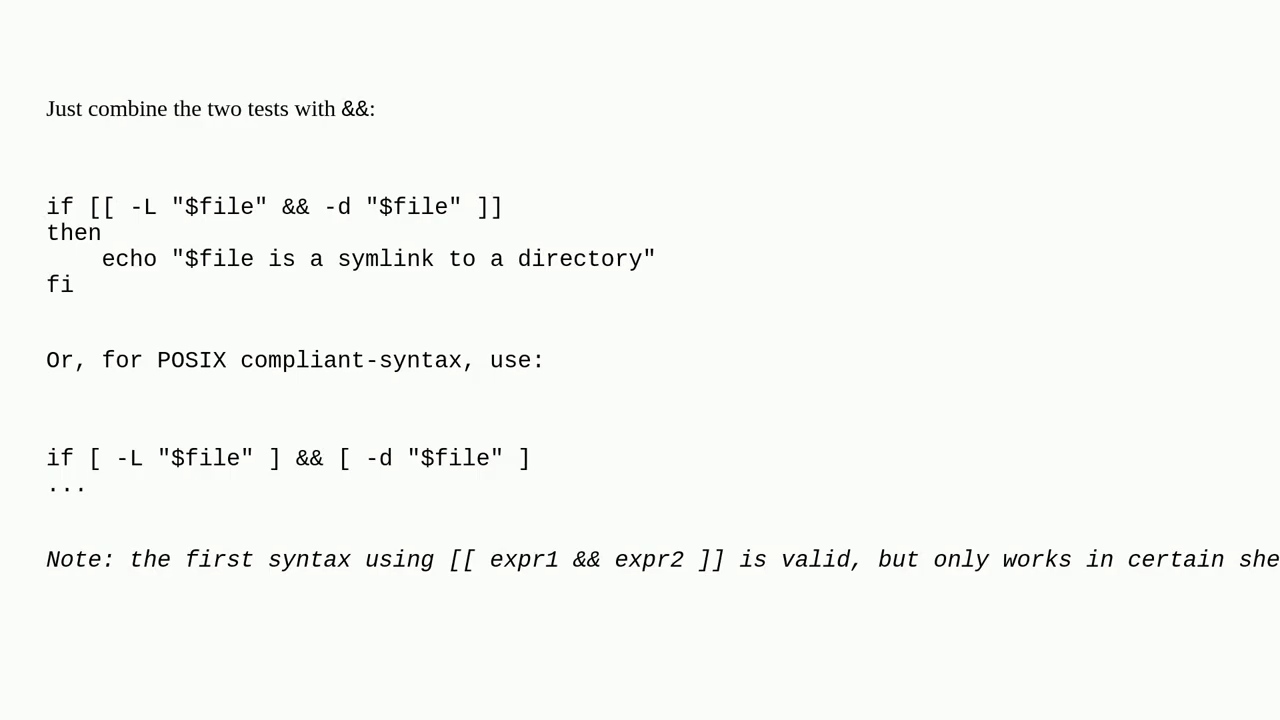 Just combine the two tests with &&:
if [[ -L "$file" && -d "$file" ]]
then
    echo "$file is a symlink to a directory"
fi
Or, for POSIX compliant-syntax, use:
if [ -L "$file" ] && [ -d "$file" ]
...
Note: the first syntax using [[ expr1 && expr2 ]] is valid, but only works in certain